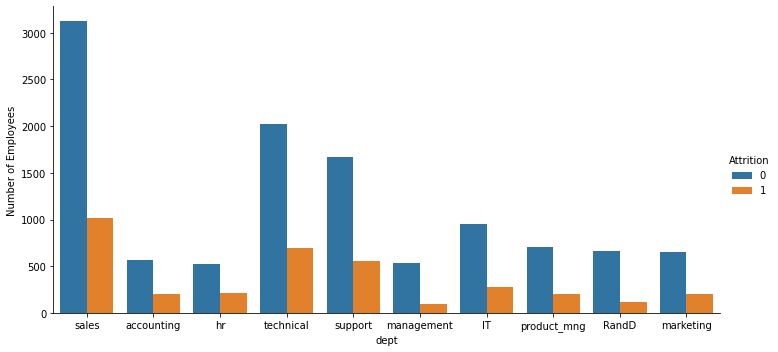 3000
2500
2000
1500
1000
500
0
Number of Employees
sales accounting hr technical support management IT product_mng RandD marketing
dept
Attrition
0
1